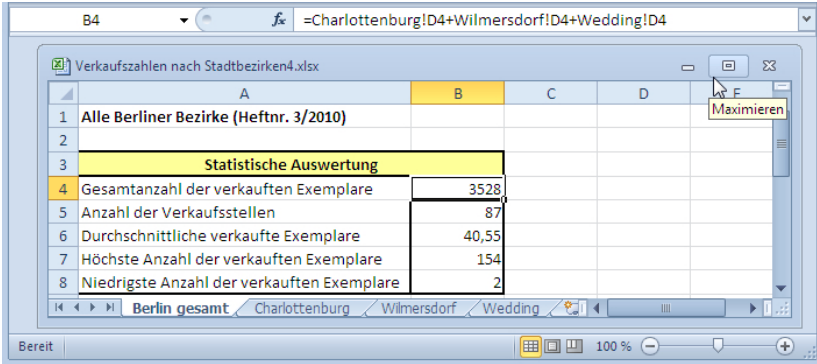 B4 fx =Charlottenburg!D4+Wilmersdorf!D4+Wedding!D4
Verkaufszahlen nach Stadtbezirken4.xlsx
A B C D E
Maximieren
1 Alle Berliner Bezirke (Heftnr. 3/2010)
2
3 Statistische Auswertung
4 Gesamtanzahl der verkauften Exemplare 3528
5 Anzahl der Verkaufsstellen 87
6 Durchschnittliche verkaufte Exemplare 40,55
7 Höchste Anzahl der verkauften Exemplare 154
8 Niedrigste Anzahl der verkauften Exemplare 2
Berlin gesamt Charlottenburg Wilmersdorf Wedding
Bereit 100 %